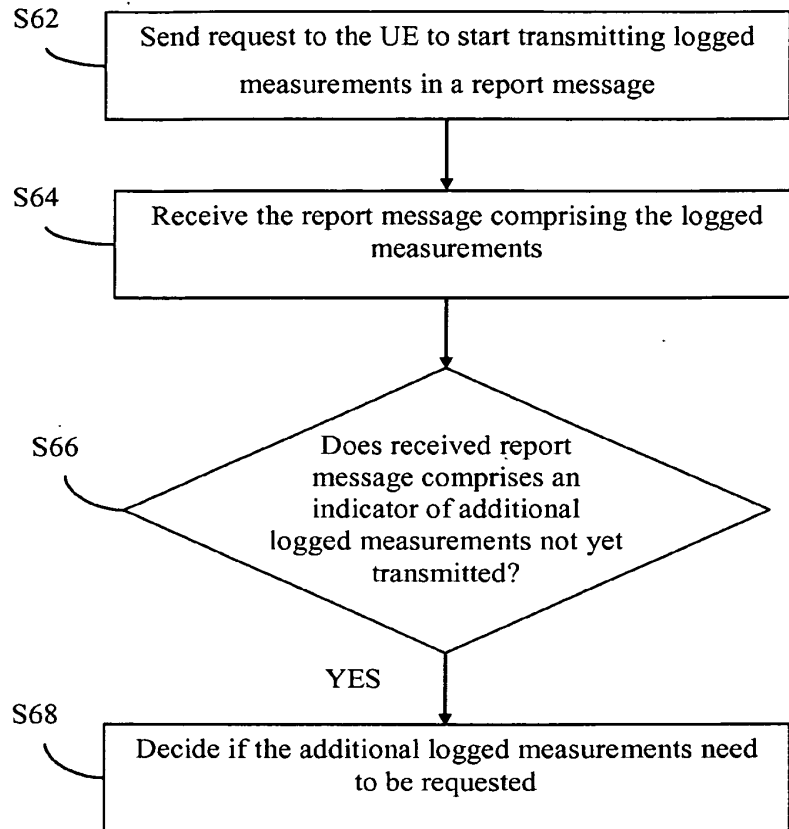 S62
Send request to the UE to start transmitting logged
measurements in a report message
S64
Receive the report message comprising the logged
measurements
S66
Does received report
message comprises an
indicator of additional
logged measurements not yet
transmitted?
YES
S68
Decide if the additional logged measurements need
to be requested